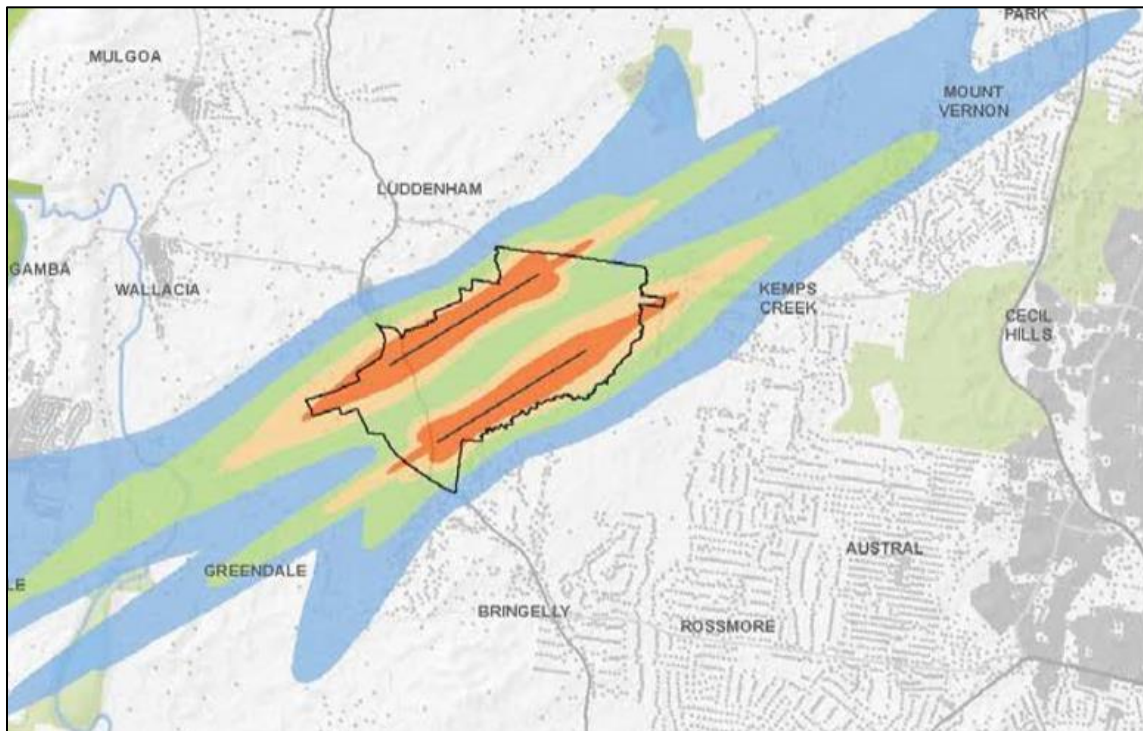 PARK
MULGOA
MOUNT
VERNON
LUDDENHAM
GAMBA
WALLACIA
KEMPS
CREEK
CECIL
HILLS
AUSTRAL
GREENDALE
LE
BRINGELLY
ROSSMORE